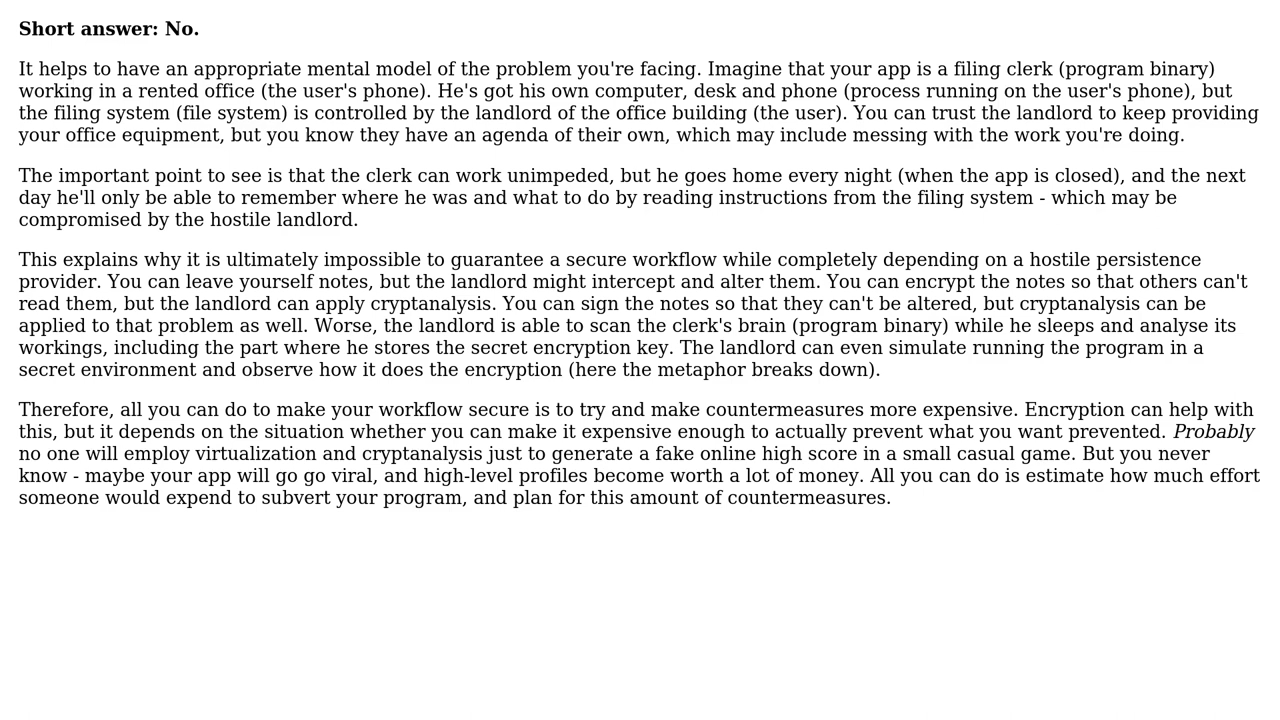 Short answer: No.
It helps to have an appropriate mental model of the problem you're facing. Imagine that your app is a filing clerk (program binary)
working in a rented office (the user's phone). He's got his own computer, desk and phone (process running on the user's phone), but
the filing system (file system) is controlled by the landlord of the office building (the user). You can trust the landlord to keep providing
your office equipment, but you know they have an agenda of their own, which may include messing with the work you're doing.
The important point to see is that the clerk can work unimpeded, but he goes home every night (when the app is closed), and the next
day he'll only be able to remember where he was and what to do by reading instructions from the filing system - which may be
compromised by the hostile landlord.
This explains why it is ultimately impossible to guarantee a secure workflow while completely depending on a hostile persistence
provider. You can leave yourself notes, but the landlord might intercept and alter them. You can encrypt the notes so that others can't
read them, but the landlord can apply cryptanalysis. You can sign the notes so that they can't be altered, but cryptanalysis can be
applied to that problem as well. Worse, the landlord is able to scan the clerk's brain (program binary) while he sleeps and analyse its
workings, including the part where he stores the secret encryption key. The landlord can even simulate running the program in a
secret environment and observe how it does the encryption (here the metaphor breaks down).
Therefore, all you can do to make your workflow secure is to try and make countermeasures more expensive. Encryption can help with
this, but it depends on the situation whether you can make it expensive enough to actually prevent what you want prevented. Probably
no one will employ virtualization and cryptanalysis just to generate a fake online high score in a small casual game. But you never
know - maybe your app will go go viral, and high-level profiles become worth a lot of money. All you can do is estimate how much effort
someone would expend to subvert your program, and plan for this amount of countermeasures.